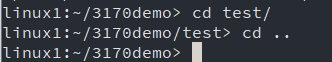 linux1:~/3170demo> cd test/
linux1:~/3170demo/test> cd ..
linux1:~/3170demo>